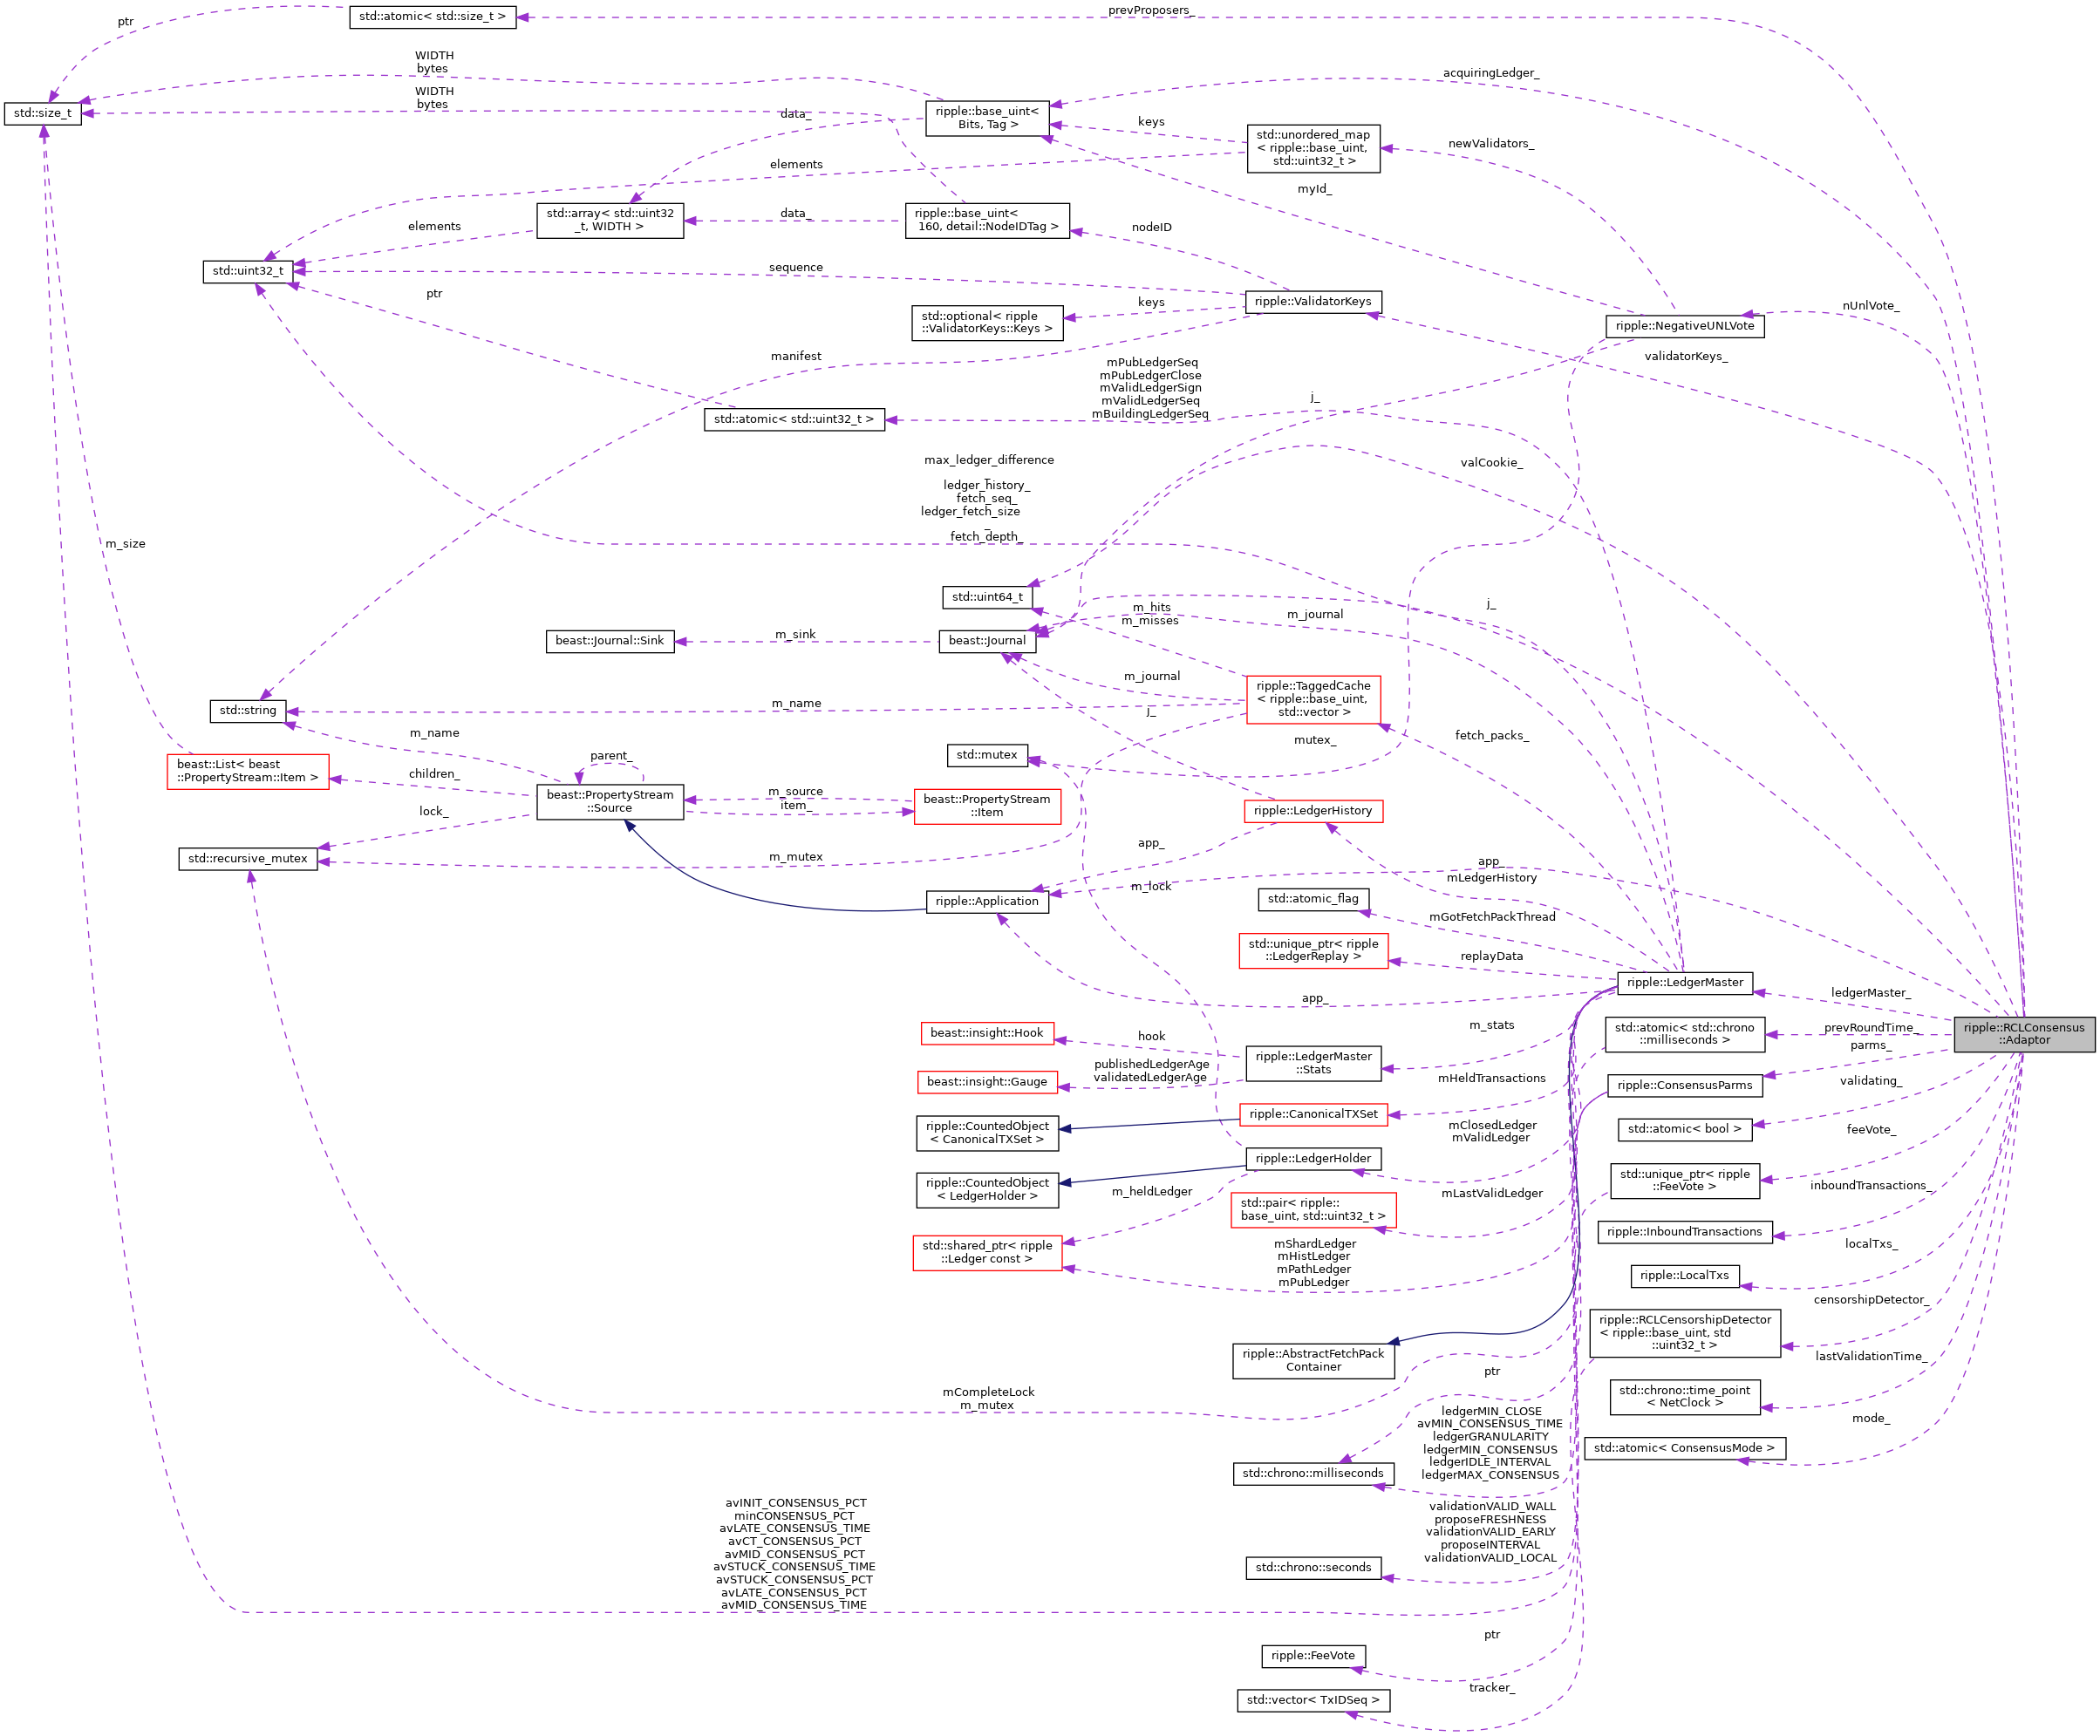 std::atomic< std::size_t >
prevProposers_
ptr
WIDTH
bytes
acquiringLedger_
WIDTH
bytes
std::size_t
ripple::base_uint<
Bits, Tag >
data_
keys
std::unordered_map
< ripple::base_uint,
std::uint32_t >
newValidators_
elements
myId_
std::array< std::uint32
_t, WIDTH >
data_
ripple::base_uint<
160, detail::NodeIDTag >
nodeID
elements
std::uint32_t
sequence
ptr
std::optional< ripple
::ValidatorKeys::Keys >
keys
ripple::ValidatorKeys
nUnlVote_
ripple::NegativeUNLVote
validatorKeys_
manifest
mPubLedgerSeq
mPubLedgerClose
mValidLedgerSign
mValidLedgerSeq
mBuildingLedgerSeq
j_
std::atomic< std::uint32_t >
max_ledger_difference
_
ledger_history_
fetch_seq_
ledger_fetch_size
_
fetch_depth_
valCookie_
m_size
std::uint64_t
m_hits
m_misses
m_journal
j_
beast::Journal::Sink
m_sink
beast::Journal
m_journal
ripple::TaggedCache
< ripple::base_uint,
std::vector >
std::string
m_name
j_
m_name
std::mutex
mutex_
fetch_packs_
beast::List< beast
::PropertyStream::Item >
children_
parent_
beast::PropertyStream
::Source
m_source
item_
beast::PropertyStream
::Item
ripple::LedgerHistory
lock_
std::recursive_mutex
m_mutex
app_
app_
mLedgerHistory
m_lock
ripple::Application
std::atomic_flag
mGotFetchPackThread
std::unique_ptr< ripple
::LedgerReplay >
replayData
ripple::LedgerMaster
ledgerMaster_
app_
beast::insight::Hook
hook
m_stats
std::atomic< std::chrono
::milliseconds >
prevRoundTime_
ripple::RCLConsensus
::Adaptor
parms_
ripple::LedgerMaster
::Stats
publishedLedgerAge
validatedLedgerAge
beast::insight::Gauge
mHeldTransactions
ripple::ConsensusParms
validating_
ripple::CountedObject
< CanonicalTXSet >
ripple::CanonicalTXSet
mClosedLedger
mValidLedger
std::atomic< bool >
feeVote_
ripple::LedgerHolder
ripple::CountedObject
< LedgerHolder >
m_heldLedger
std::pair< ripple::
base_uint, std::uint32_t >
mLastValidLedger
std::unique_ptr< ripple
::FeeVote >
inboundTransactions_
std::shared_ptr< ripple
::Ledger const >
mShardLedger
mHistLedger
mPathLedger
mPubLedger
ripple::InboundTransactions
localTxs_
ripple::LocalTxs
censorshipDetector_
ripple::RCLCensorshipDetector
< ripple::base_uint, std
::uint32_t >
ripple::AbstractFetchPack
Container
ptr
lastValidationTime_
mCompleteLock
m_mutex
std::chrono::time_point
< NetClock >
mode_
ledgerMIN_CLOSE
avMIN_CONSENSUS_TIME
ledgerGRANULARITY
ledgerMIN_CONSENSUS
ledgerIDLE_INTERVAL
ledgerMAX_CONSENSUS
std::atomic< ConsensusMode >
std::chrono::milliseconds
avINIT_CONSENSUS_PCT
minCONSENSUS_PCT
avLATE_CONSENSUS_TIME
avCT_CONSENSUS_PCT
avMID_CONSENSUS_PCT
avSTUCK_CONSENSUS_TIME
avSTUCK_CONSENSUS_PCT
avLATE_CONSENSUS_PCT
avMID_CONSENSUS_TIME
validationVALID_WALL
proposeFRESHNESS
validationVALID_EARLY
proposeINTERVAL
validationVALID_LOCAL
std::chrono::seconds
ptr
ripple::FeeVote
tracker_
std::vector< TxIDSeq >